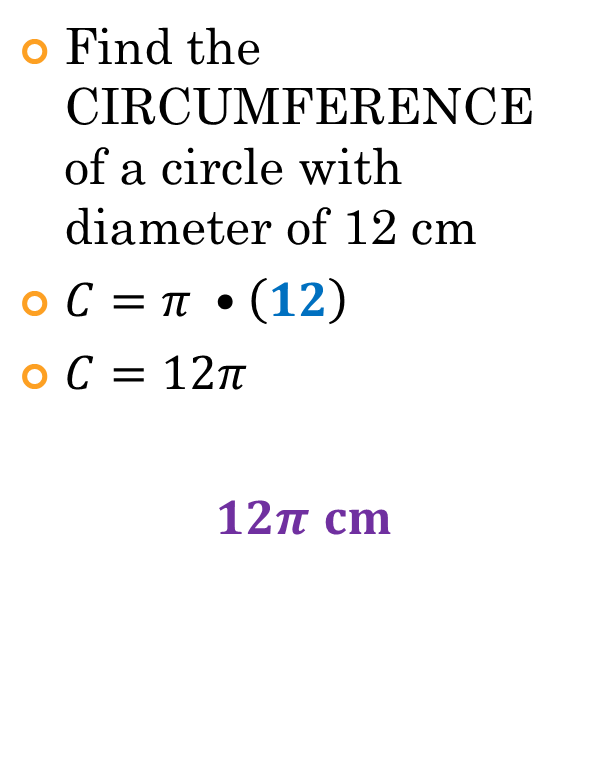 Find the
CIRCUMFERENCE
of a circle with
diameter of 12 cm
C = π • (12)
C = 12π
12π cm